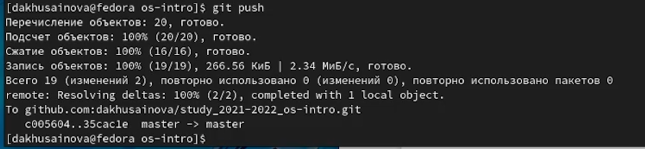 [dakhusainova@fedora os-intro]$ git push
Перечисление объектов: 20, готово.
Подсчет объектов: 100% (20/20), готово.
Сжатие объектов: 100% (16/16), готово.
Запись объектов: 100% (19/19), 266.56 КиБ | 2.34 МиБ/с, готово.
Всего 19 (изменений 2), повторно использовано 0 (изменений 0), повторно использовано пакетов 0
remote: Resolving deltas: 100% (2/2), completed with 1 local object.
To github.com:dakhusainova/study_2021-2022_os-intro.git
   c005604..35cac1e  master -> master
[dakhusainova@fedora os-intro]$